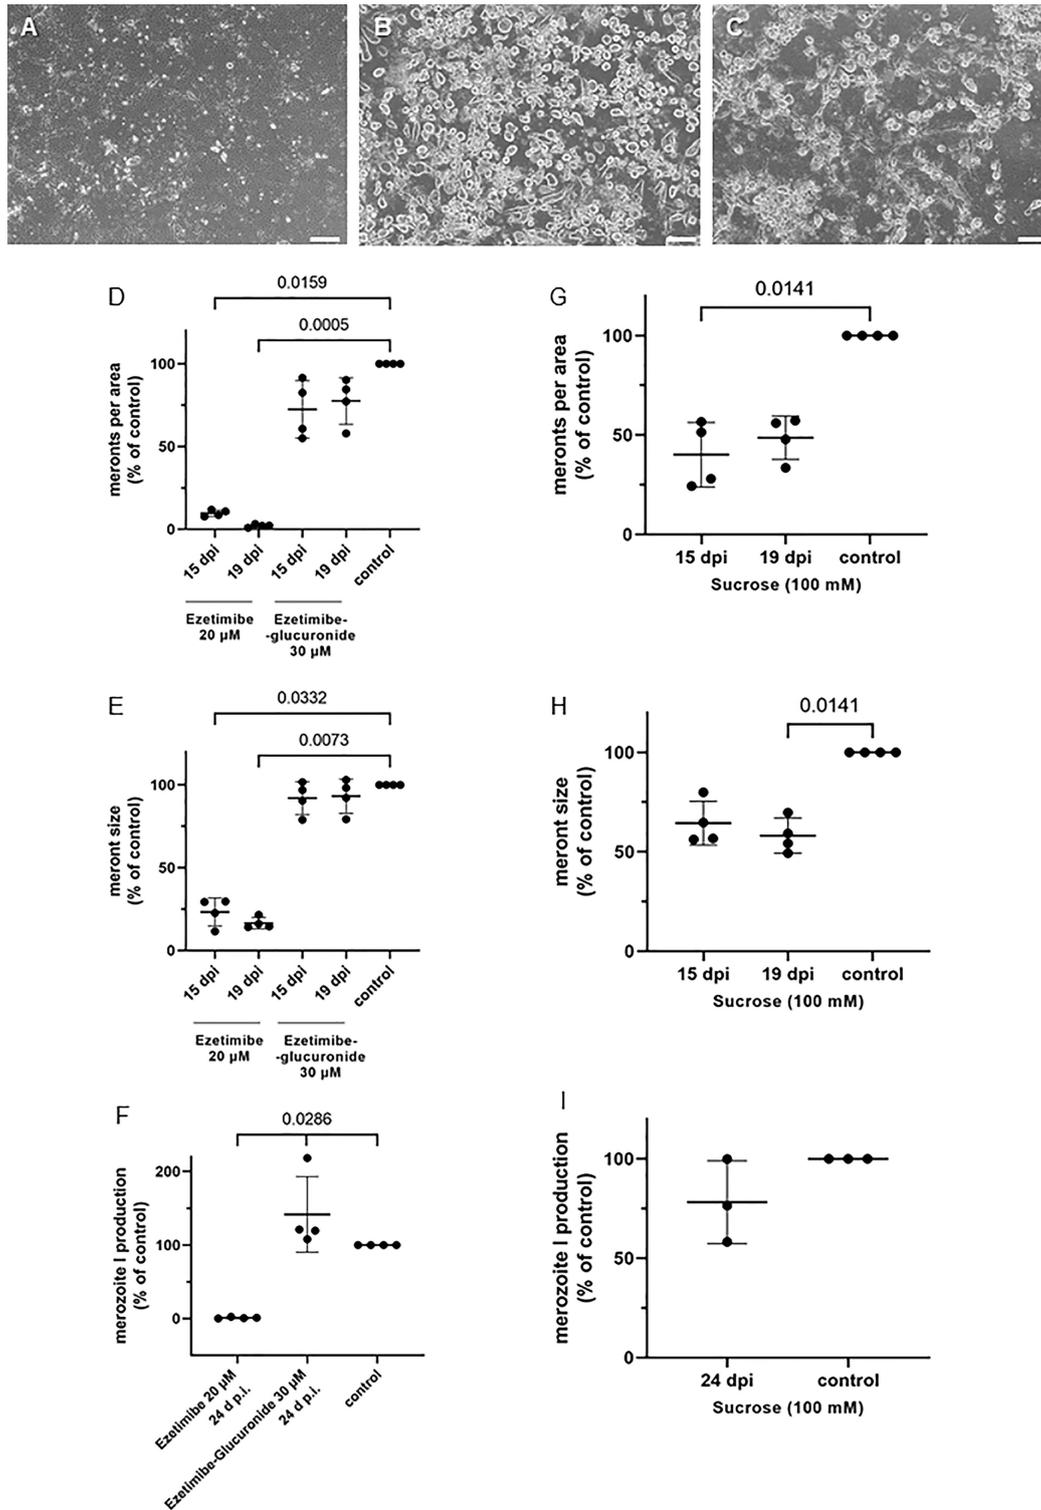 A
B
C
D
0.0159
0.0005
meronts per area
(% of control)
100
50
0
15 dpi
19 dpi
15 dpi
19 dpi
control
Ezetimibe
20 µM
Ezetimibe-
-glucuronide
30 µM
G
0.0141
meronts per area
(% of control)
100
50
0
15 dpi
19 dpi
control
Sucrose (100 mM)
E
0.0332
0.0073
meront size
(% of control)
100
50
0
15 dpi
19 dpi
15 dpi
19 dpi
control
Ezetimibe
20 µM
Ezetimibe-
-glucuronide
30 µM
H
0.0141
meront size
(% of control)
100
50
0
15 dpi
19 dpi
control
Sucrose (100 mM)
F
0.0286
merozoite I production
(% of control)
200
100
0
Ezetimibe 20 µM
24 d p.i.
Ezetimibe-Glucuronide 30 µM
24 d p.i.
control
I
merozoite I production
(% of control)
100
50
0
24 dpi
control
Sucrose (100 mM)